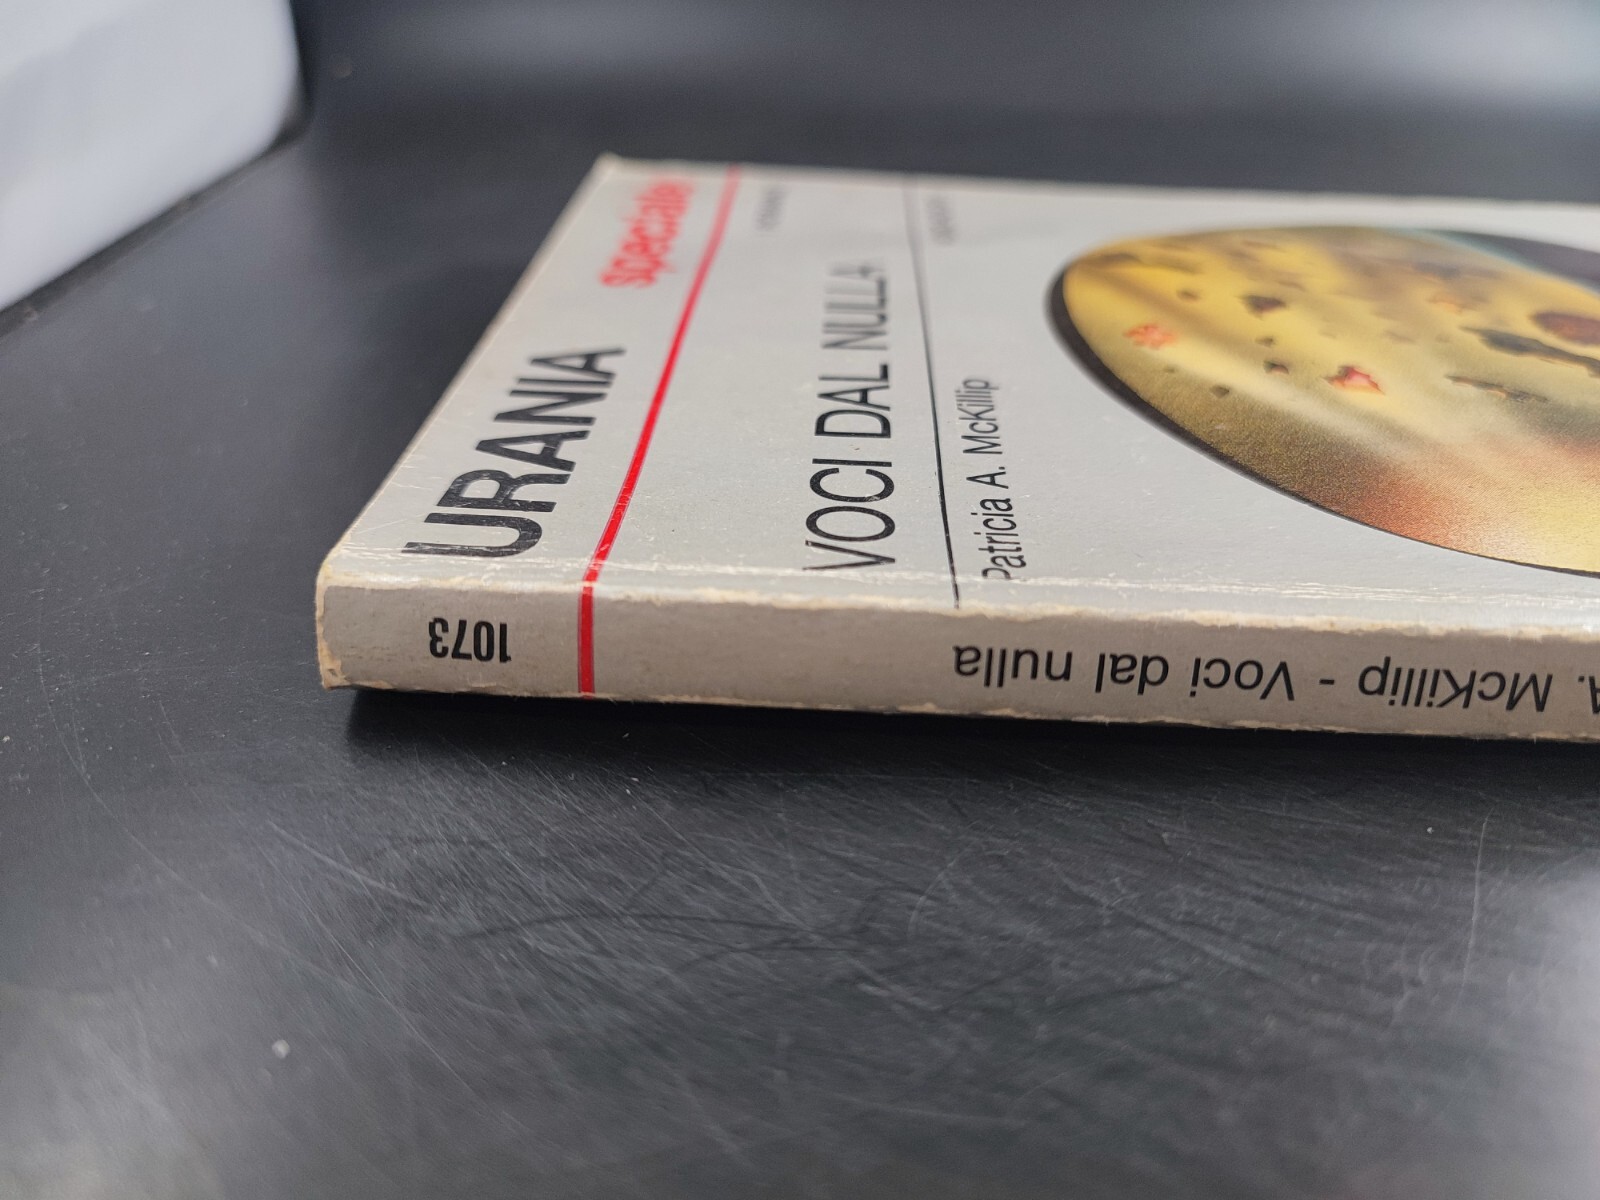 URANIA
speciale
VOCI DAL NULLA
Patricia A. McKillip
1073
A. McKillip - Voci dal nulla